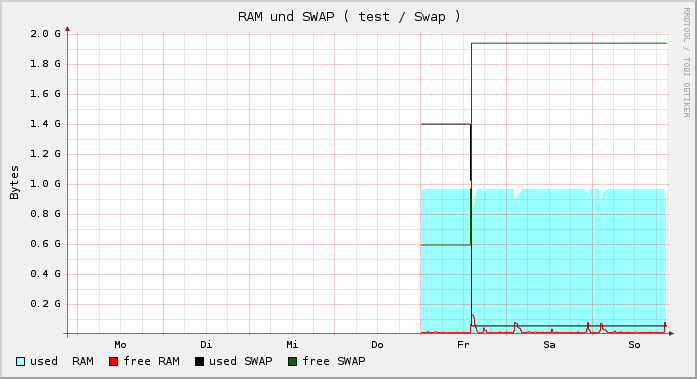 RAM und SWAP ( test / Swap )
RRDTOOL / TOBI OETIKER
Bytes
2.0 G
1.8 G
1.6 G
1.4 G
1.2 G
1.0 G
0.8 G
0.6 G
0.4 G
0.2 G
Mo Di Mi Do Fr Sa So
used RAM free RAM used SWAP free SWAP